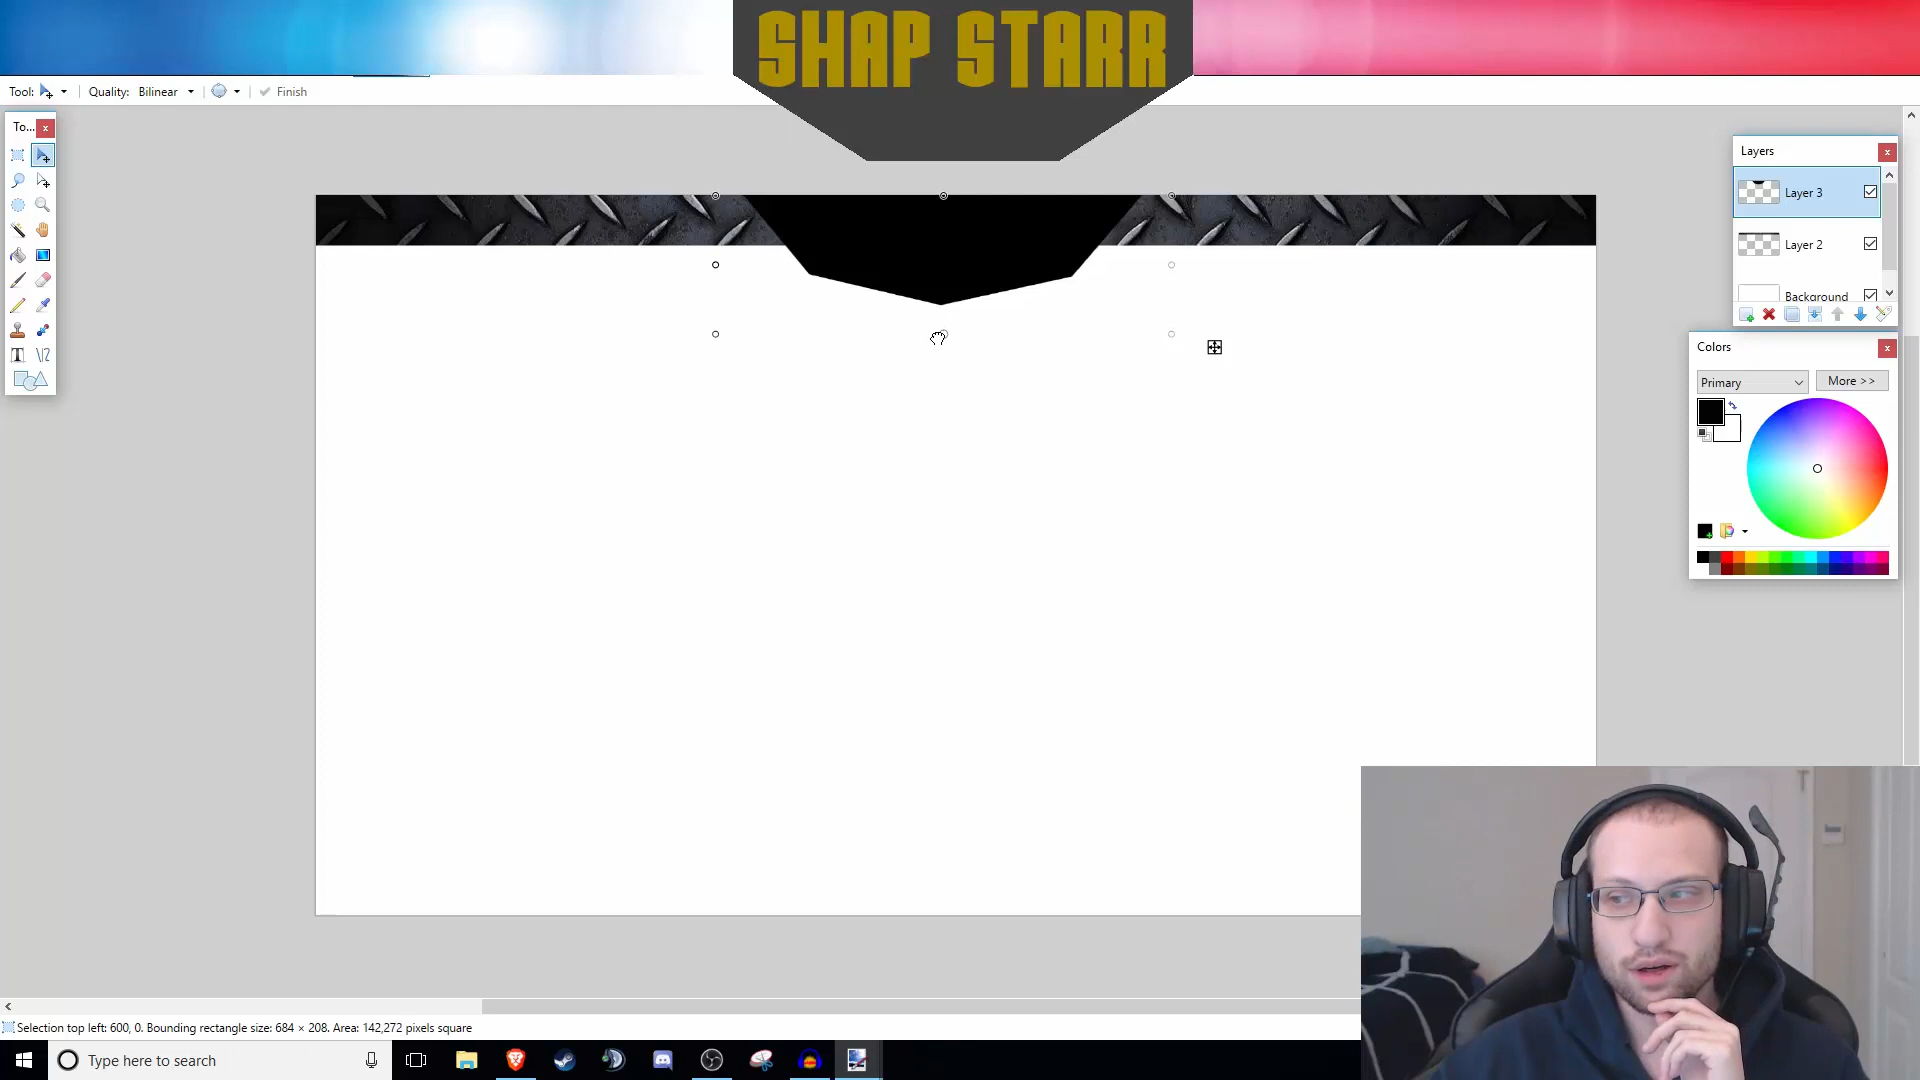 SHAP STARR
Tool:
Quality: Bilinear
Finish
To...
Layers
Layer 3
Layer 2
Background
Colors
Primary
More >>
Selection top left: 600, 0. Bounding rectangle size: 684 × 208. Area: 142,272 pixels square
Type here to search